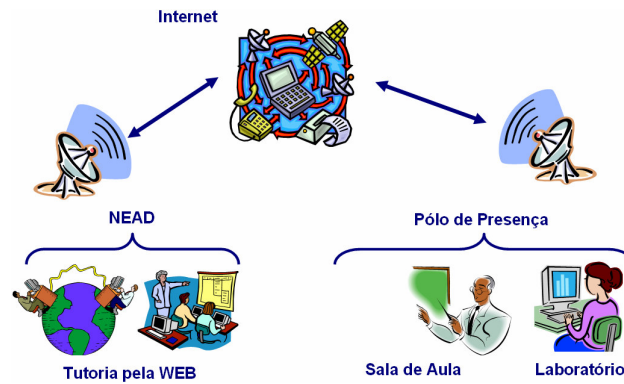 Internet
NEAD
Pólo de Presença
Tutoria pela WEB
Sala de Aula
Laboratório